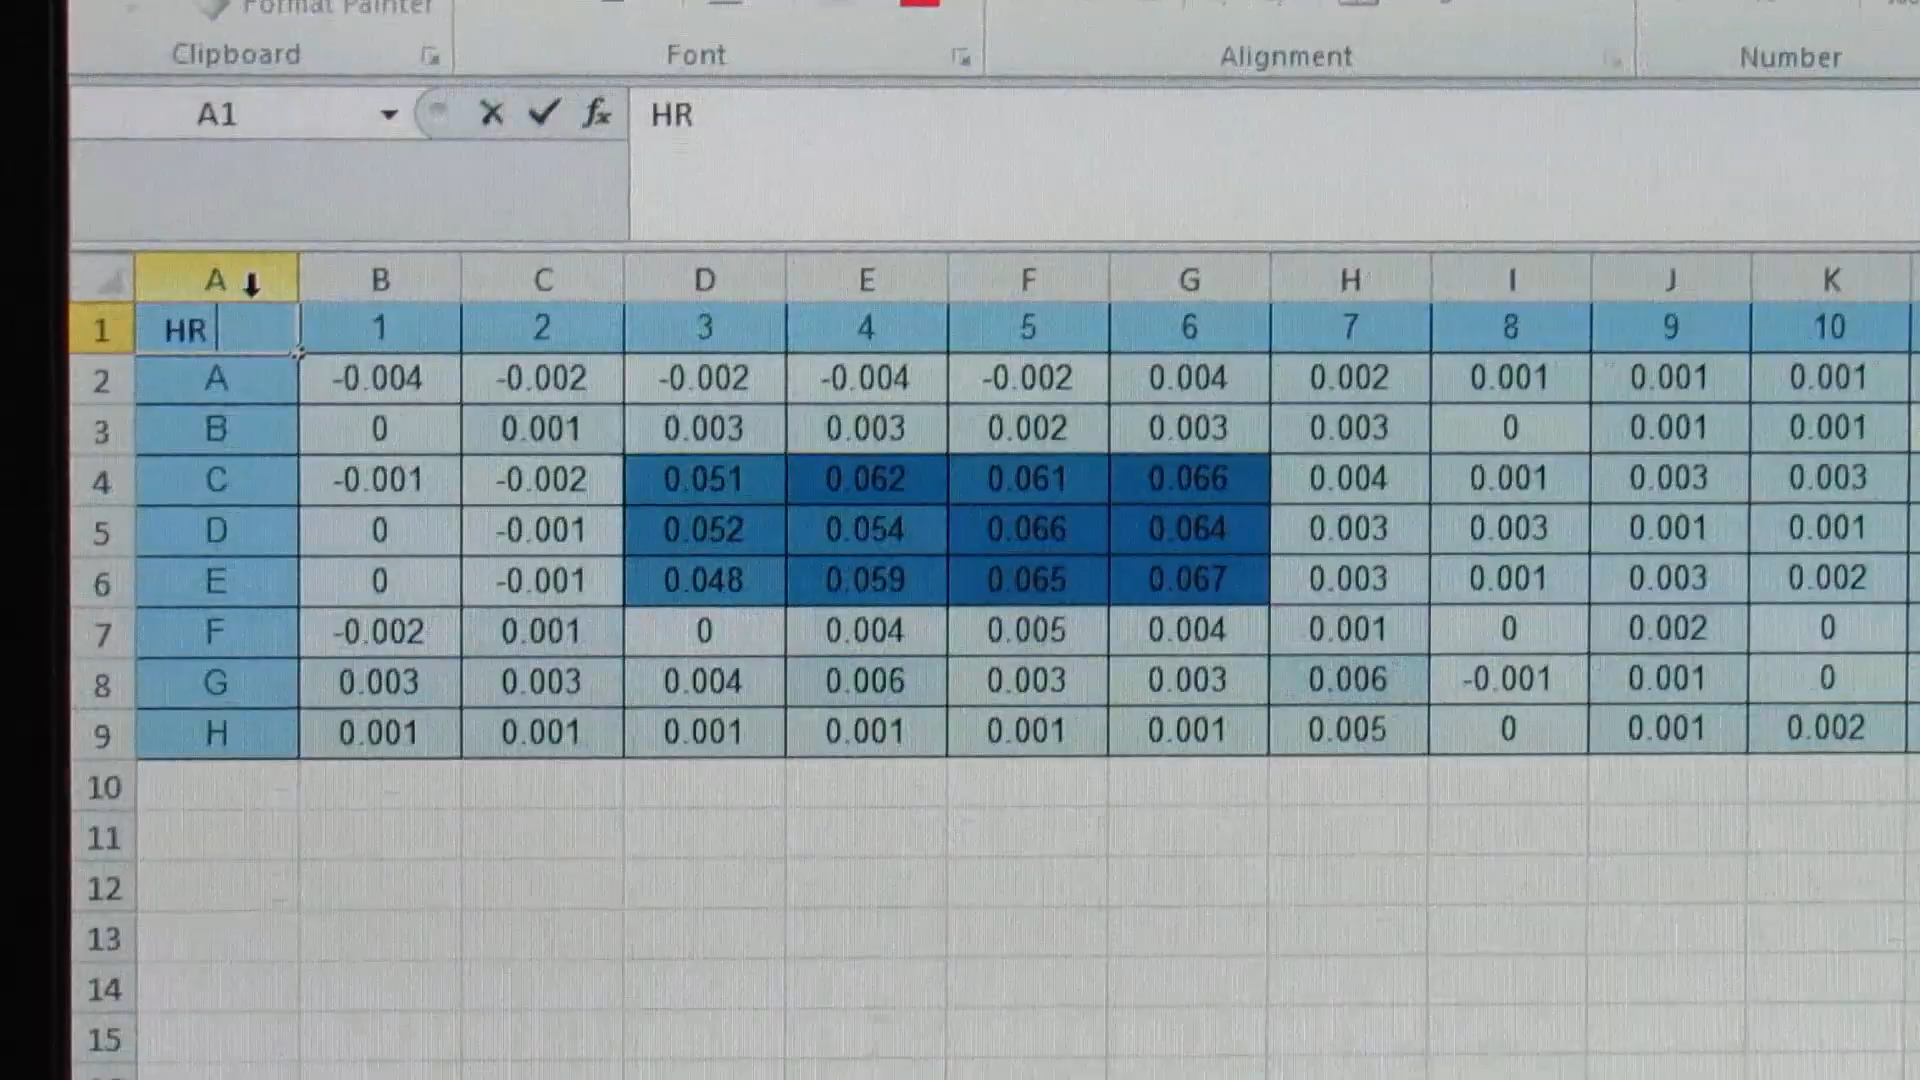 Format Painter
Clipboard Font Alignment Number
A1 HR
A B C D E F G H I J K
1 HR 1 2 3 4 5 6 7 8 9 10
2 A -0.004 -0.002 -0.002 -0.004 -0.002 0.004 0.002 0.001 0.001 0.001
3 B 0 0.001 0.003 0.003 0.002 0.003 0.003 0 0.001 0.001
4 C -0.001 -0.002 0.051 0.062 0.061 0.066 0.004 0.001 0.003 0.003
5 D 0 -0.001 0.052 0.054 0.066 0.064 0.003 0.003 0.001 0.001
6 E 0 -0.001 0.048 0.059 0.065 0.067 0.003 0.001 0.003 0.002
7 F -0.002 0.001 0 0.004 0.005 0.004 0.001 0 0.002 0
8 G 0.003 0.003 0.004 0.006 0.003 0.003 0.006 -0.001 0.001 0
9 H 0.001 0.001 0.001 0.001 0.001 0.001 0.005 0 0.001 0.002
10
11
12
13
14
15